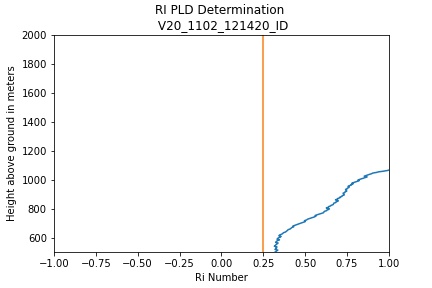 RI PLD Determination
V20_1102_121420_ID
Height above ground in meters
2000
1800
1600
1400
1200
1000
800
600
−1.00 −0.75 −0.50 −0.25 0.00 0.25 0.50 0.75 1.00
Ri Number